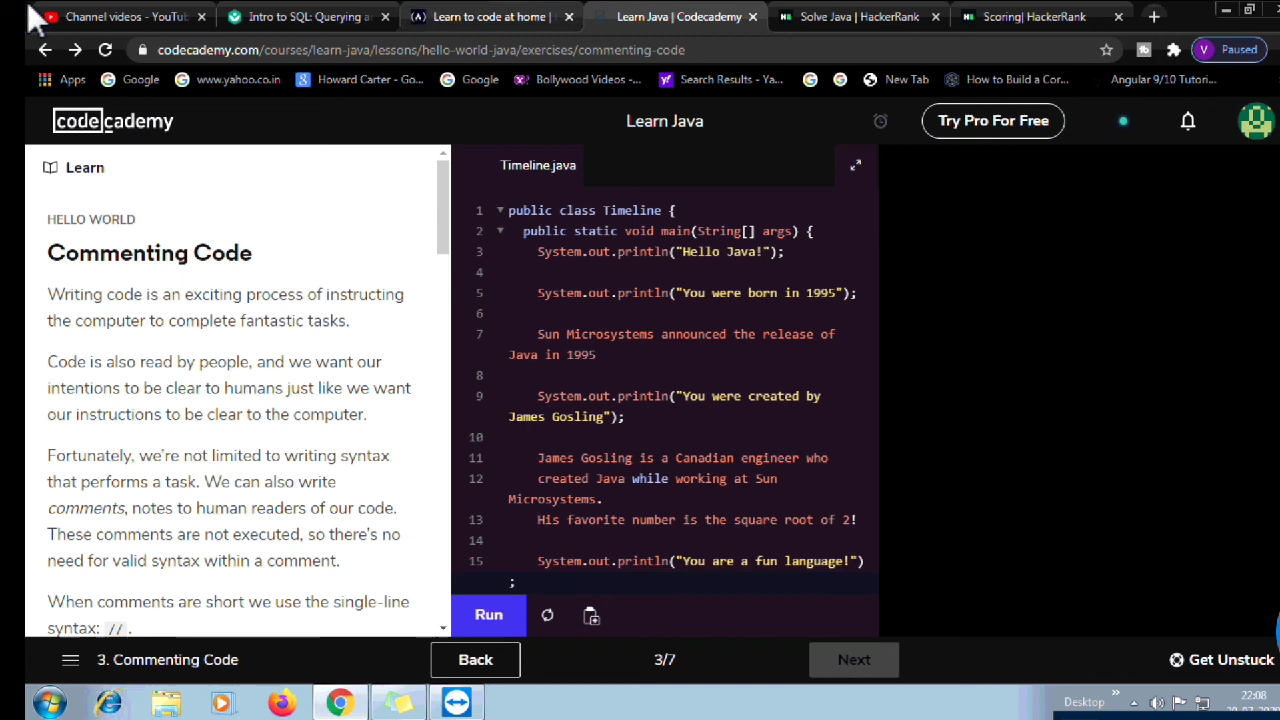 Channel videos - YouTu
Intro to SQL: Querying a
Learn to code at home |
Learn Java | Codecademy
Solve Java | HackerRank
Scoring| HackerRank
codecademy.com/courses/learn-java/lessons/hello-world-java/exercises/commenting-code
V Paused
Apps
Google
www.yahoo.co.in
Howard Carter - Go...
Google
Bollywood Videos -...
Search Results - Ya...
New Tab
How to Build a Cor...
Angular 9/10 Tutori...
codecademy
Learn Java
Try Pro For Free
Learn
HELLO WORLD
Commenting Code
Writing code is an exciting process of instructing
the computer to complete fantastic tasks.
Code is also read by people, and we want our
intentions to be clear to humans just like we want
our instructions to be clear to the computer.
Fortunately, we're not limited to writing syntax
that performs a task. We can also write
comments, notes to human readers of our code.
These comments are not executed, so there's no
need for valid syntax within a comment.
When comments are short we use the single-line
syntax: //.
Timeline.java
1 public class Timeline {
2 public static void main(String[] args) {
3 System.out.println("Hello Java!");
4
5 System.out.println("You were born in 1995");
6
7 Sun Microsystems announced the release of
Java in 1995
8
9 System.out.println("You were created by
James Gosling");
10
11 James Gosling is a Canadian engineer who
12 created Java while working at Sun
Microsystems.
13 His favorite number is the square root of 2!
14
15 System.out.println("You are a fun language!")
;
Run
3. Commenting Code
Back
3/7
Next
Get Unstuck
Desktop
22:08